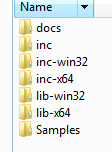 Name
docs
inc
inc-win32
inc-x64
lib-win32
lib-x64
Samples